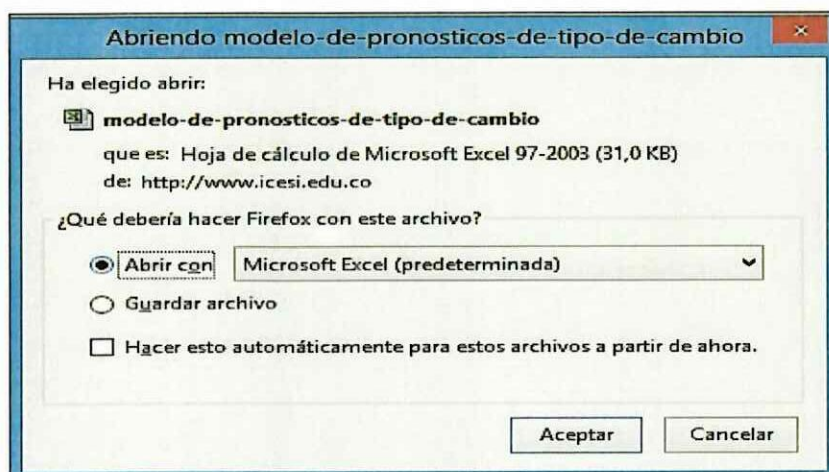 Abriendo modelo-de-pronosticos-de-tipo-de-cambio
Ha elegido abrir:
modelo-de-pronosticos-de-tipo-de-cambio
que es: Hoja de cálculo de Microsoft Excel 97-2003 (31,0 KB)
de: http://www.icesi.edu.co
¿Qué debería hacer Firefox con este archivo?
Abrir con Microsoft Excel (predeterminada)
Guardar archivo
Hacer esto automáticamente para estos archivos a partir de ahora.
Aceptar Cancelar